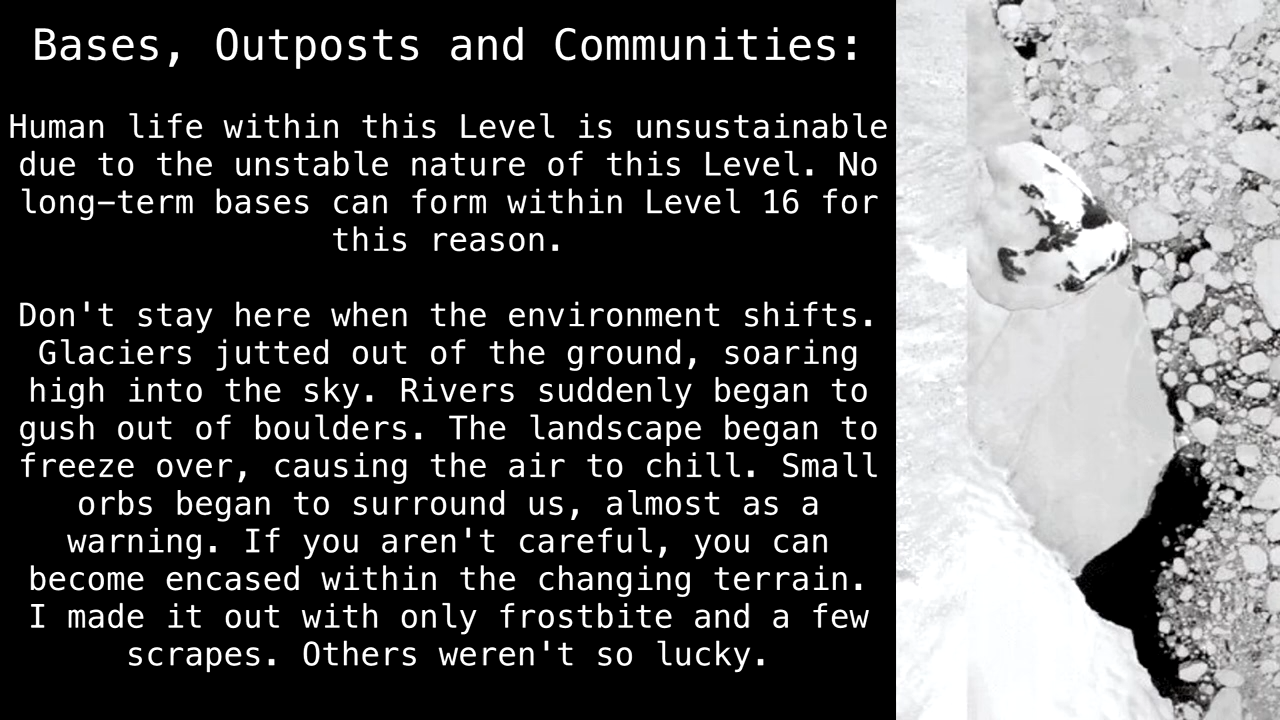 Bases, Outposts and Communities:
Human life within this Level is unsustainable
due to the unstable nature of this Level. No
long-term bases can form within Level 16 for
this reason.
Don't stay here when the environment shifts.
Glaciers jutted out of the ground, soaring
high into the sky. Rivers suddenly began to
gush out of boulders. The landscape began to
freeze over, causing the air to chill. Small
orbs began to surround us, almost as a
warning. If you aren't careful, you can
become encased within the changing terrain.
I made it out with only frostbite and a few
scrapes. Others weren't so lucky.